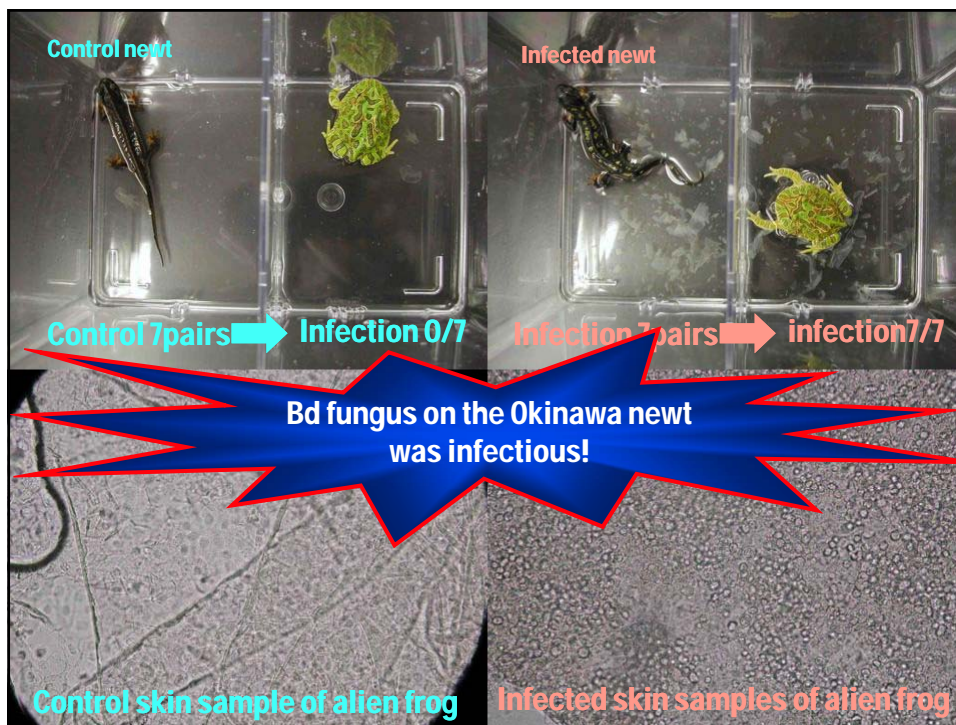 Control newt
Infected newt
Control 7pairs
Infection 0/7
Infection 7pairs
infection7/7
Bd fungus on the Okinawa newt
was infectious!
Control skin sample of alien frog
Infected skin samples of alien frog